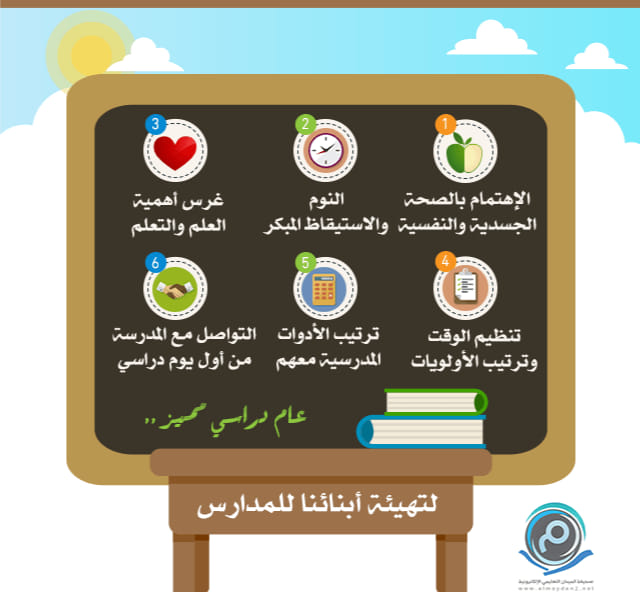 1
الإهتمام بالصحة
الجسدية والنفسية
2
النوم
والاستيقاظ المبكر
3
غرس أهمية
العلم والتعلم
4
تنظيم الوقت
وترتيب الأولويات
5
ترتيب الأدوات
المدرسية معهم
6
التواصل مع المدرسة
من أول يوم دراسي
عام دراسي مميز ..
لتهيئة أبنائنا للمدارس
صحيفة الميدان التعليمي الإلكترونية
www.almaydan2.net